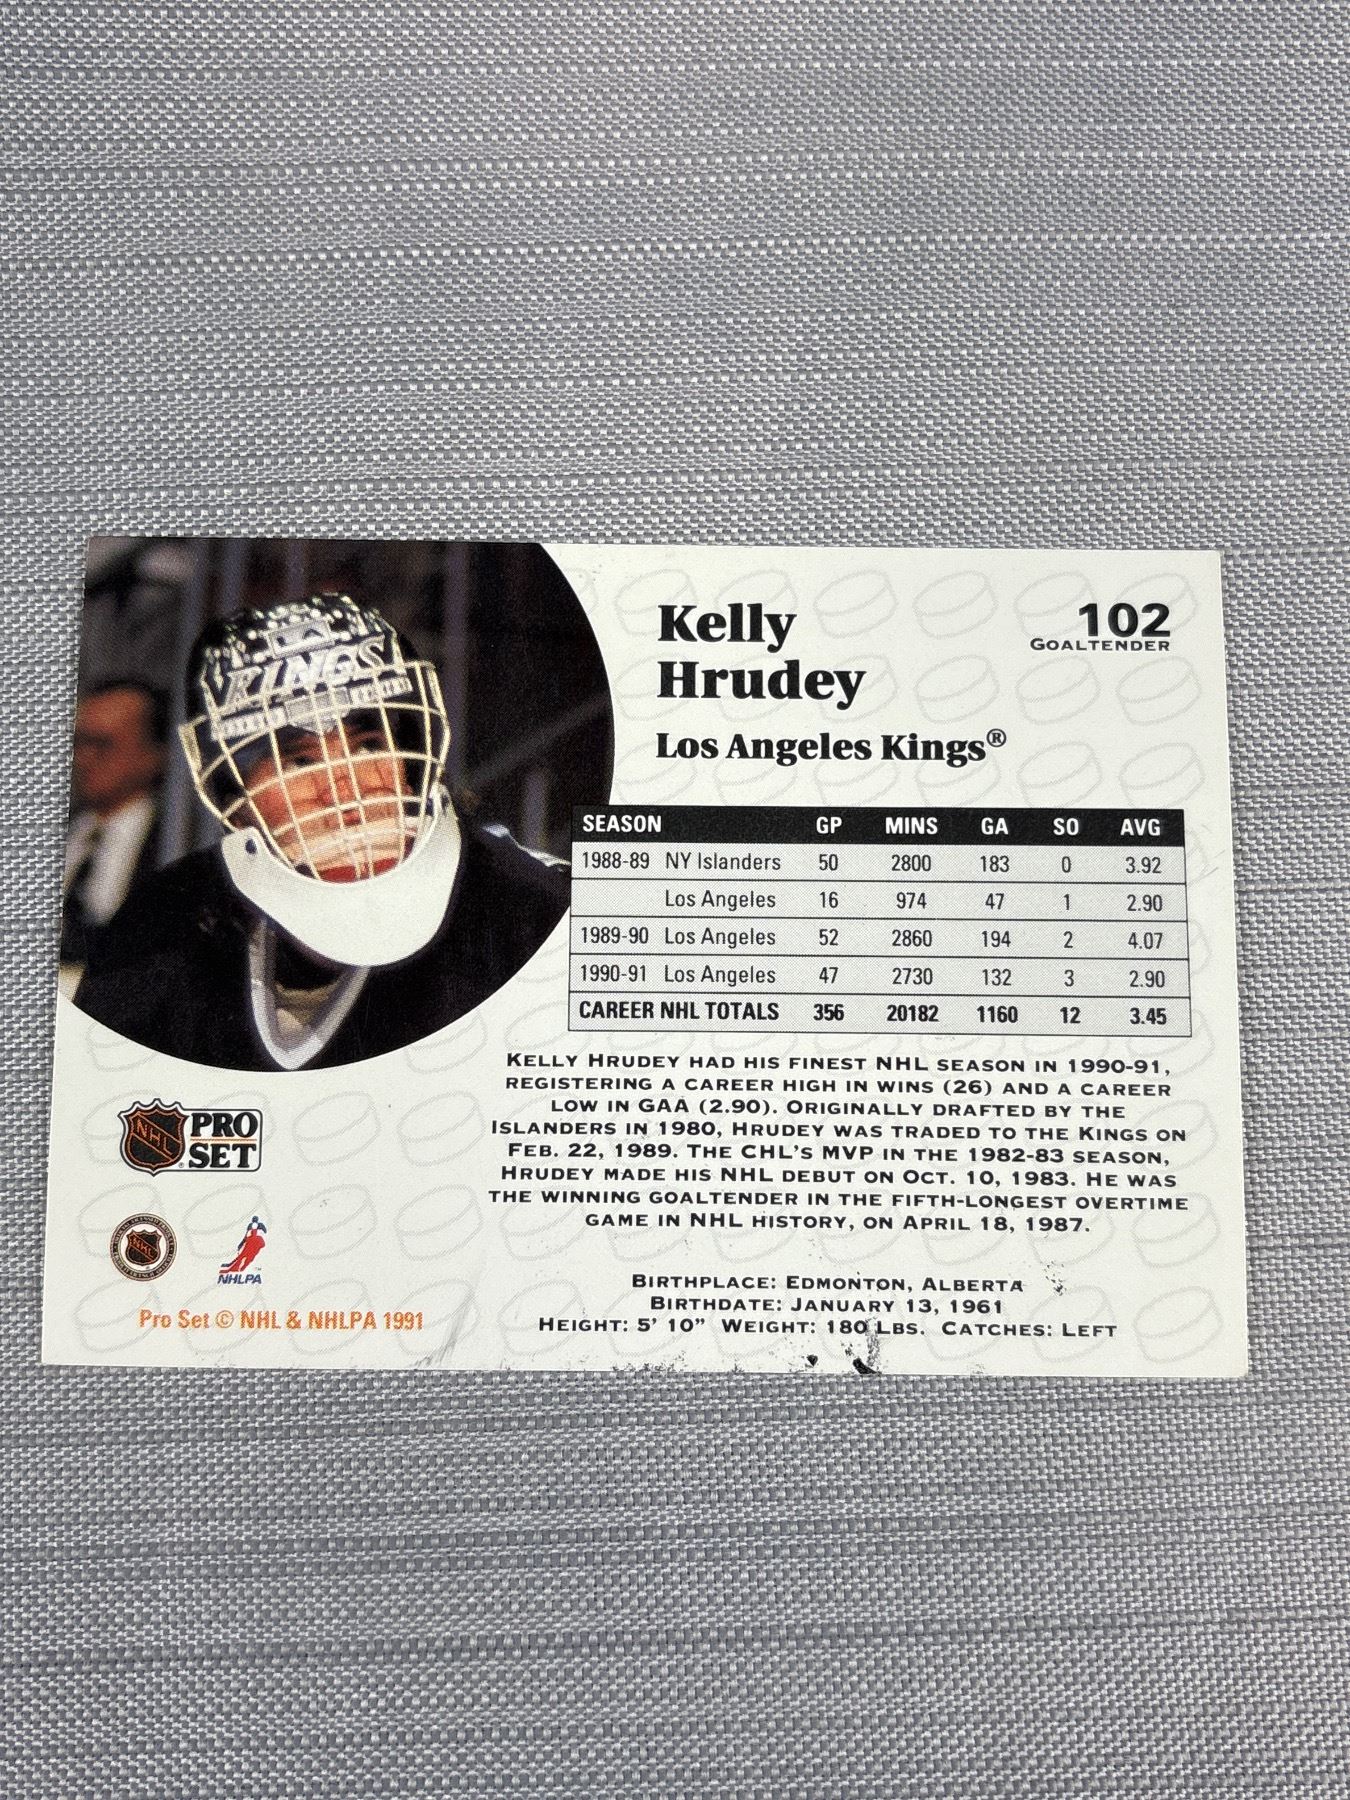 Kelly
Hrudey
102
GOALTENDER
Los Angeles Kings®
SEASON GP MINS GA SO AVG
1988-89 NY Islanders 50 2800 183 0 3.92
Los Angeles 16 974 47 1 2.90
1989-90 Los Angeles 52 2860 194 2 4.07
1990-91 Los Angeles 47 2730 132 3 2.90
CAREER NHL TOTALS 356 20182 1160 12 3.45
KELLY HRUDEY HAD HIS FINEST NHL SEASON IN 1990-91,
REGISTERING A CAREER HIGH IN WINS (26) AND A CAREER
LOW IN GAA (2.90). ORIGINALLY DRAFTED BY THE
ISLANDERS IN 1980, HRUDEY WAS TRADED TO THE KINGS ON
FEB. 22, 1989. THE CHL'S MVP IN THE 1982-83 SEASON,
HRUDEY MADE HIS NHL DEBUT ON OCT. 10, 1983. HE WAS
THE WINNING GOALTENDER IN THE FIFTH-LONGEST OVERTIME
GAME IN NHL HISTORY, ON APRIL 18, 1987.
BIRTHPLACE: EDMONTON, ALBERTA
BIRTHDATE: JANUARY 13, 1961
HEIGHT: 5' 10" WEIGHT: 180 LBS. CATCHES: LEFT
KINGS
NHL PRO
SET
NHL
NHLPA
Pro Set © NHL & NHLPA 1991